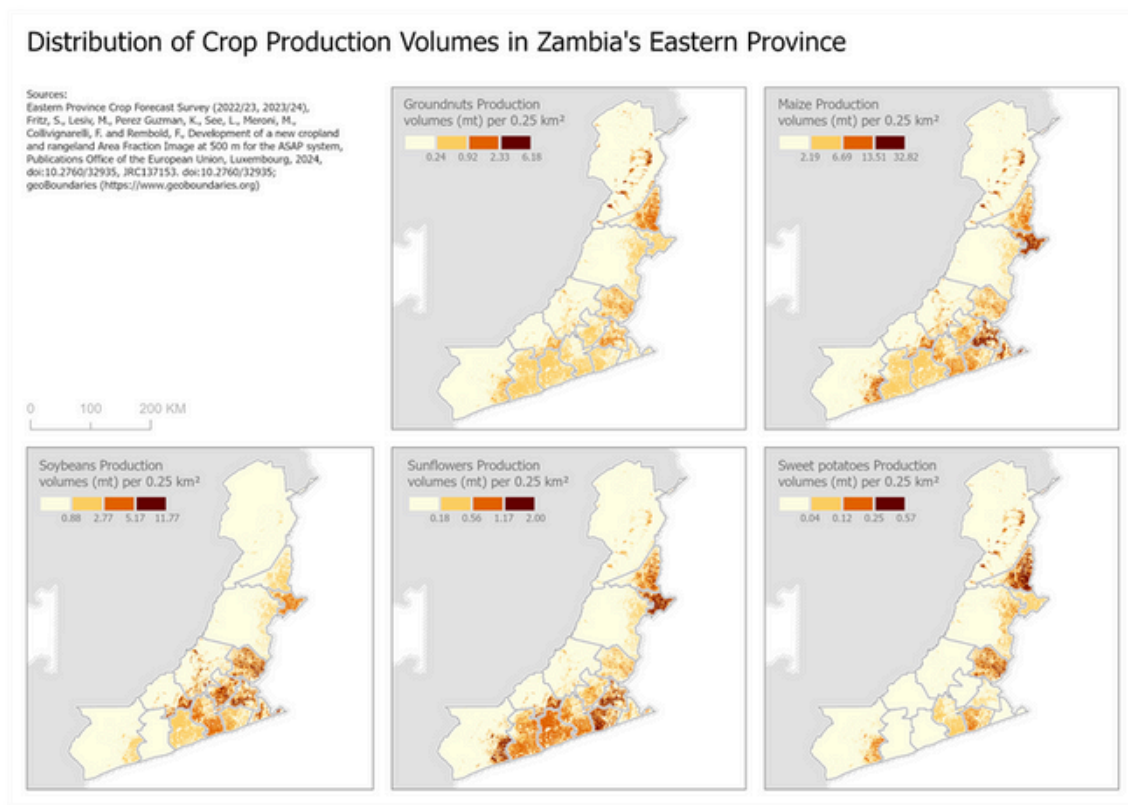 Distribution of Crop Production Volumes in Zambia's Eastern Province
Sources:
Eastern Province Crop Forecast Survey (2022/23, 2023/24),
Fritz, S., Lesiv, M., Perez Guzman, K., See, L., Meroni, M.,
Collivignarelli, F. and Rembold, F., Development of a new cropland
and rangeland Area Fraction Image at 500 m for the ASAP system,
Publications Office of the European Union, Luxembourg, 2024,
doi:10.2760/32935, JRC137153. doi:10.2760/32935;
geoBoundaries (https://www.geoboundaries.org)
0 100 200 KM
Groundnuts Production
volumes (mt) per 0.25 km²
0.24 0.92 2.33 6.18
Maize Production
volumes (mt) per 0.25 km²
2.19 6.69 13.51 32.82
Soybeans Production
volumes (mt) per 0.25 km²
0.88 2.77 5.17 11.77
Sunflowers Production
volumes (mt) per 0.25 km²
0.18 0.56 1.17 2.00
Sweet potatoes Production
volumes (mt) per 0.25 km²
0.04 0.12 0.25 0.57